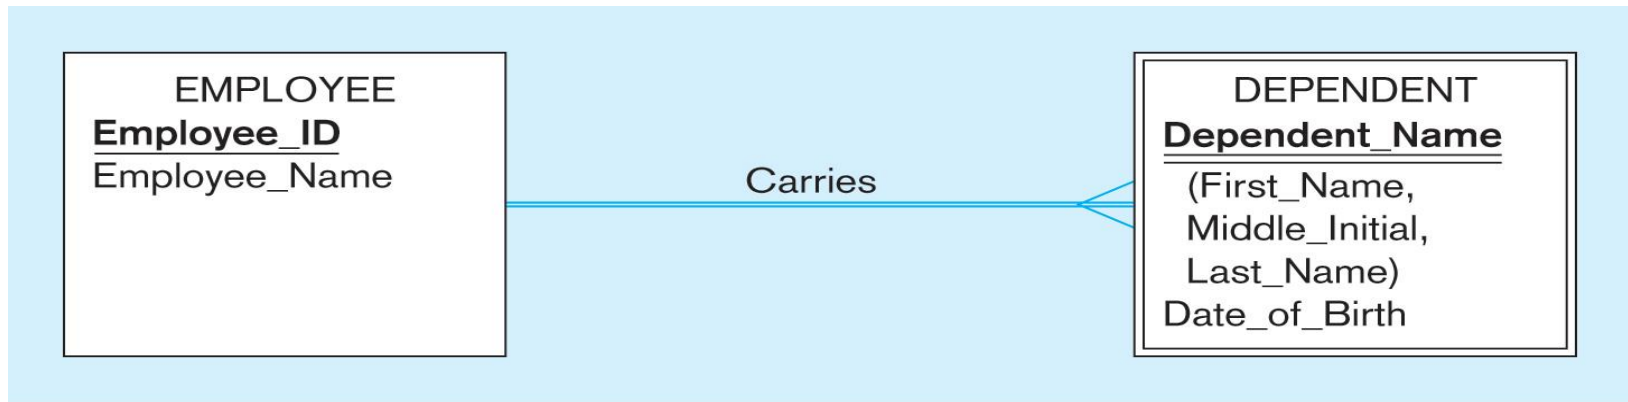 EMPLOYEE
Employee_ID
Employee_Name
Carries
DEPENDENT
Dependent_Name
(First_Name,
Middle_Initial,
Last_Name)
Date_of_Birth